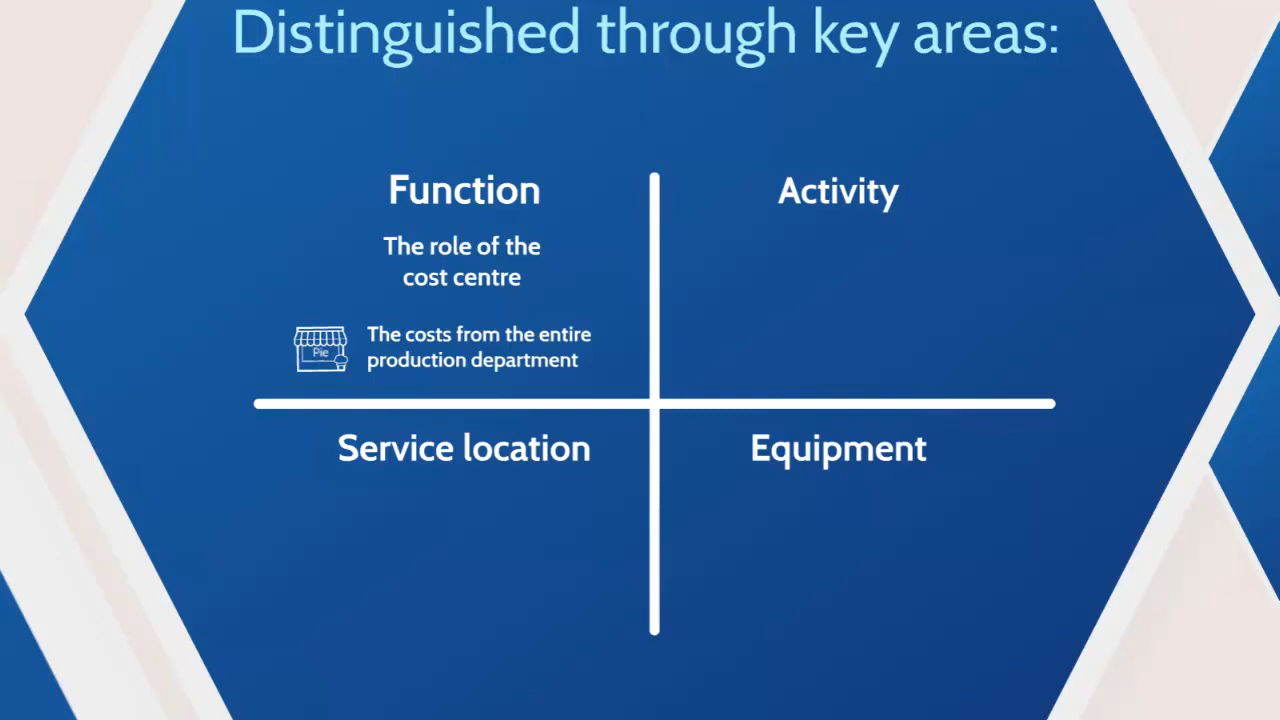 Distinguished through key areas:
Function
The role of the
cost centre
Pie
The costs from the entire
production department
Activity
Service location
Equipment